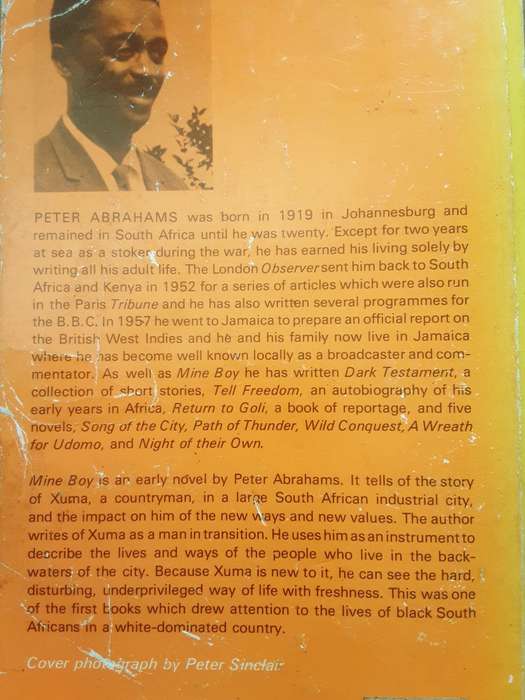 PETER ABRAHAMS was born in 1919 in Johannesburg and
remained in South Africa until he was twenty. Except for two years
at sea as a stoker during the war, he has earned his living solely by
writing all his adult life. The London Observer sent him back to South
Africa and Kenya in 1952 for a series of articles which were also run
in the Paris Tribune and he has also written several programmes for
the B.B.C. In 1957 he went to Jamaica to prepare an official report on
the British West Indies and he and his family now live in Jamaica
where he has become well known locally as a broadcaster and com-
mentator. As well as Mine Boy he has written Dark Testament, a
collection of short stories, Tell Freedom, an autobiography of his
early years in Africa, Return to Goli, a book of reportage, and five
novels, Song of the City, Path of Thunder, Wild Conquest, A Wreath
for Udomo, and Night of their Own.
Mine Boy is an early novel by Peter Abrahams. It tells of the story
of Xuma, a countryman, in a large South African industrial city,
and the impact on him of the new ways and new values. The author
writes of Xuma as a man in transition. He uses him as an instrument to
describe the lives and ways of the people who live in the back-
waters of the city. Because Xuma is new to it, he can see the hard,
disturbing, underprivileged way of life with freshness. This was one
of the first books which drew attention to the lives of black South
Africans in a white-dominated country.
Cover photograph by Peter Sinclair